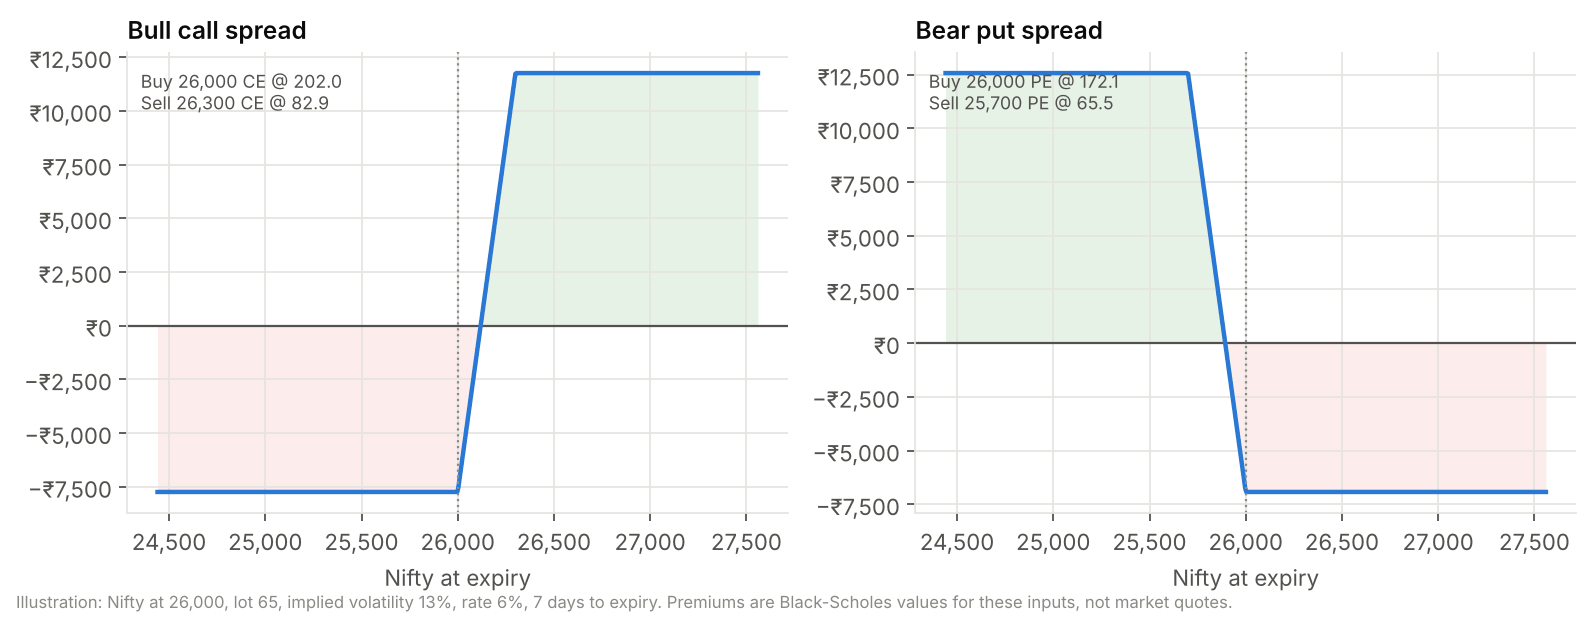 Bull call spread
₹12,500
₹10,000
₹7,500
₹5,000
₹2,500
₹0
−₹2,500
−₹5,000
−₹7,500
Buy 26,000 CE @ 202.0
Sell 26,300 CE @ 82.9
24,500 25,000 25,500 26,000 26,500 27,000 27,500
Nifty at expiry
Bear put spread
₹12,500
₹10,000
₹7,500
₹5,000
₹2,500
₹0
−₹2,500
−₹5,000
−₹7,500
Buy 26,000 PE @ 172.1
Sell 25,700 PE @ 65.5
24,500 25,000 25,500 26,000 26,500 27,000 27,500
Nifty at expiry
Illustration: Nifty at 26,000, lot 65, implied volatility 13%, rate 6%, 7 days to expiry. Premiums are Black-Scholes values for these inputs, not market quotes.